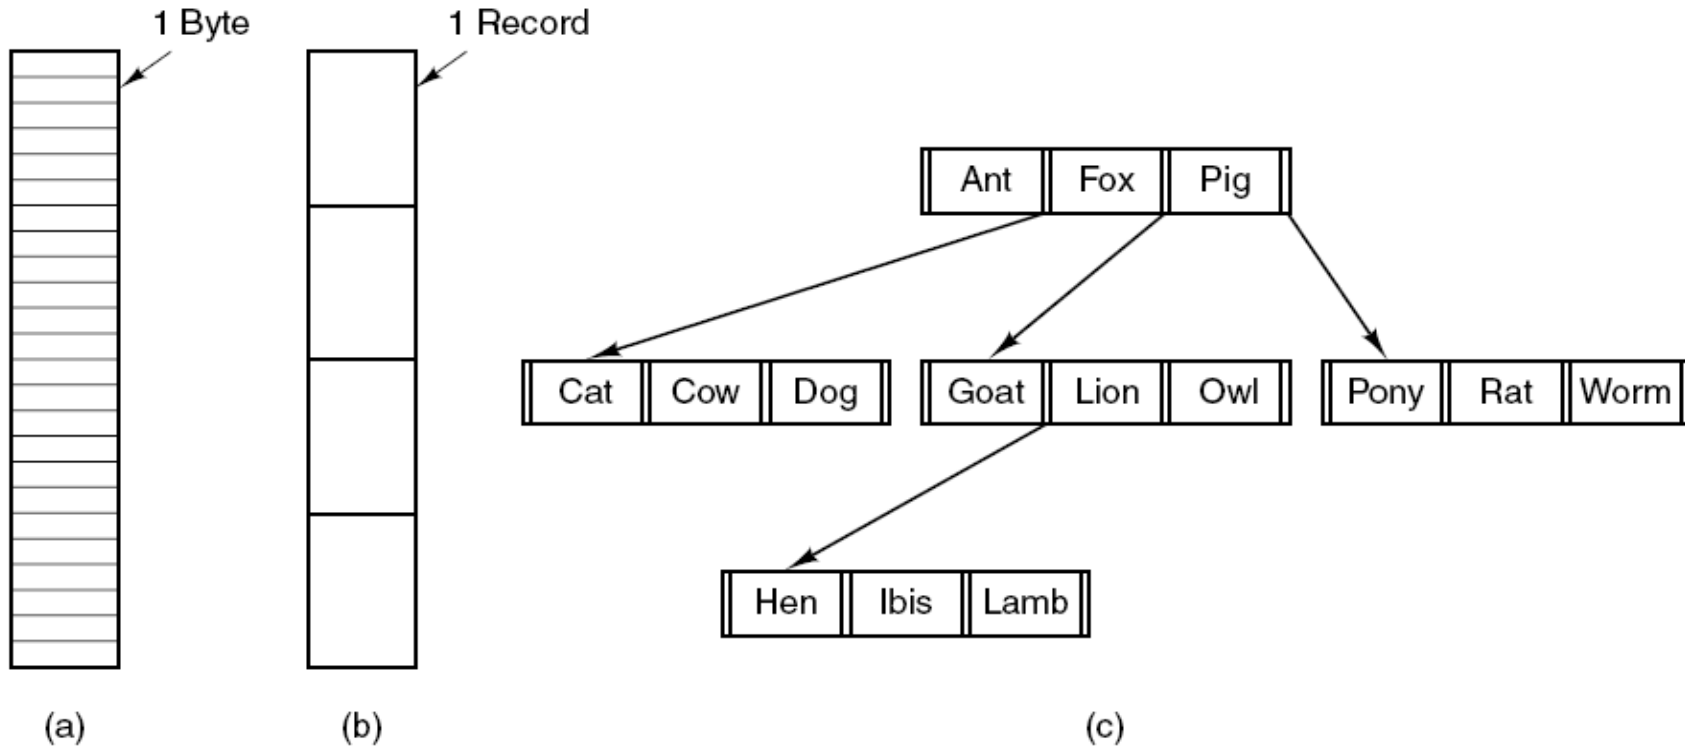 1 Byte
1 Record
Ant Fox Pig
Cat Cow Dog
Goat Lion Owl
Pony Rat Worm
Hen Ibis Lamb
(a)
(b)
(c)